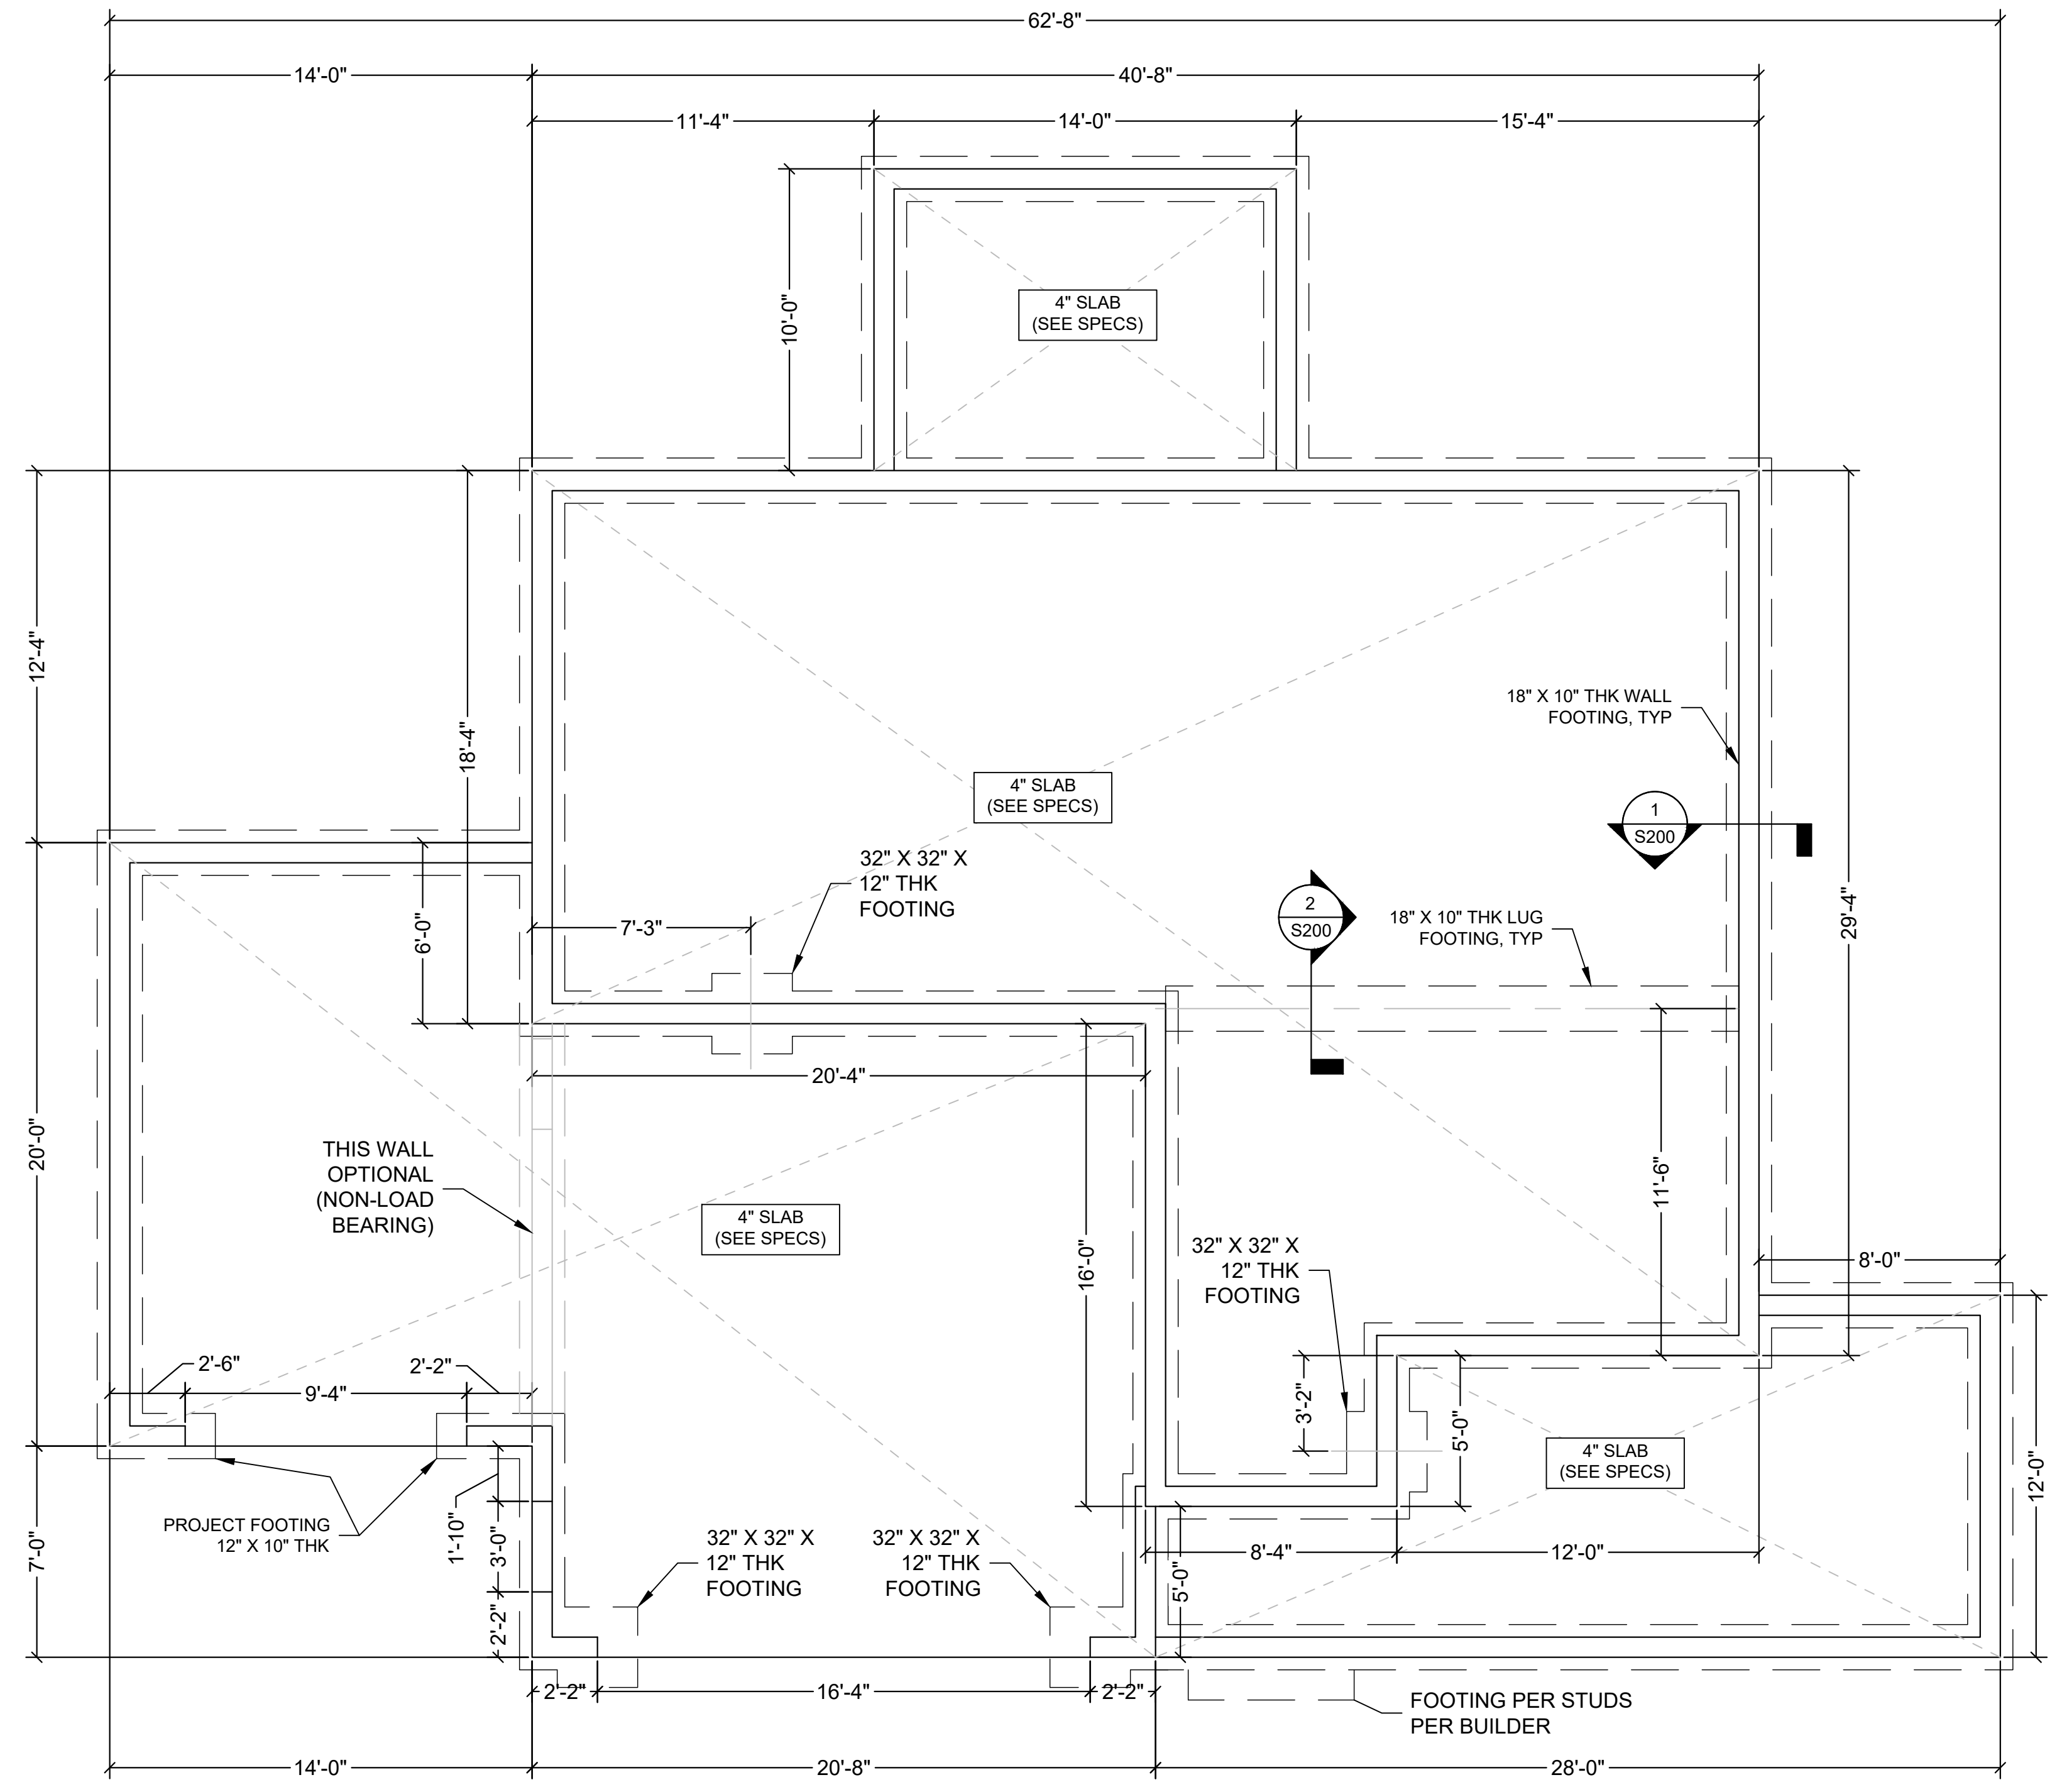 62'-8"
14'-0"
40'-8"
11'-4"
14'-0"
15'-4"
10'-0"
4" SLAB
(SEE SPECS)
12'-4"
18'-4"
18" X 10" THK WALL
FOOTING, TYP
4" SLAB
(SEE SPECS)
1
S200
32" X 32" X
12" THK
FOOTING
2
S200
18" X 10" THK LUG
FOOTING, TYP
29'-4"
6'-0"
7'-3"
20'-4"
20'-0"
THIS WALL
OPTIONAL
(NON-LOAD
BEARING)
11'-6"
4" SLAB
(SEE SPECS)
16'-0"
32" X 32" X
12" THK
FOOTING
8'-0"
2'-6"
2'-2"
9'-4"
3'-2"
5'-0"
4" SLAB
(SEE SPECS)
12'-0"
PROJECT FOOTING
12" X 10" THK
1'-10"
3'-0"
7'-0"
32" X 32" X
12" THK
FOOTING
32" X 32" X
12" THK
FOOTING
8'-4"
12'-0"
5'-0"
2'-2"
2'-2"
16'-4"
2'-2"
FOOTING PER STUDS
PER BUILDER
14'-0"
20'-8"
28'-0"